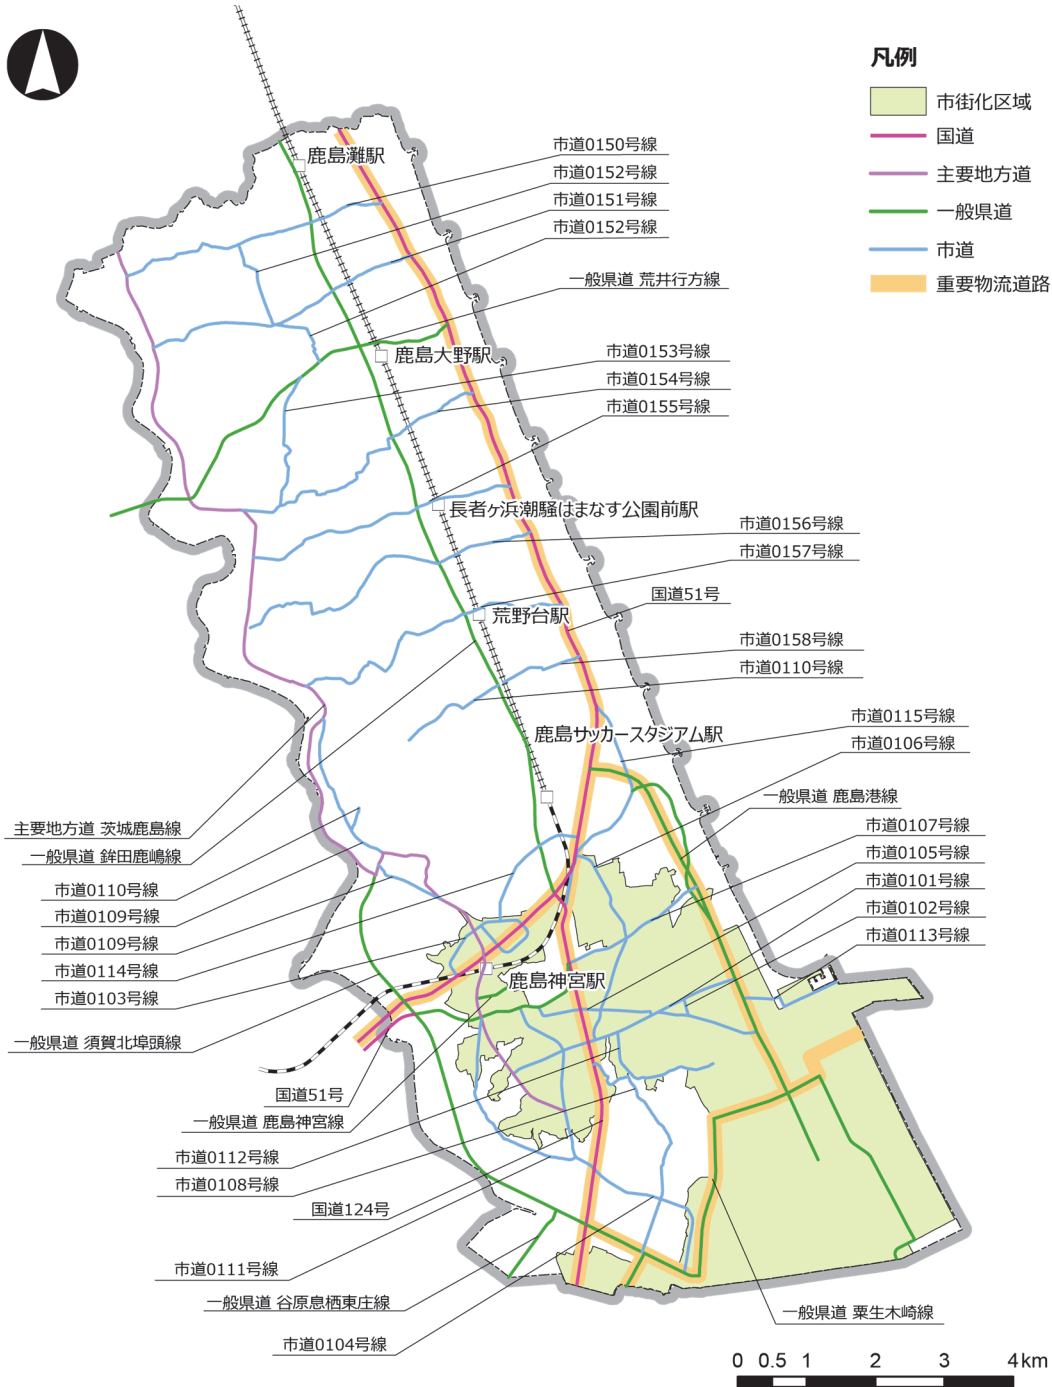 凡例
市街化区域
国道
主要地方道
一般県道
市道
重要物流道路
鹿島灘駅
市道0150号線
市道0152号線
市道0151号線
市道0152号線
一般県道 荒井行方線
鹿島大野駅
市道0153号線
市道0154号線
市道0155号線
長者ヶ浜潮騒はまなす公園前駅
市道0156号線
市道0157号線
国道51号
荒野台駅
市道0158号線
市道0110号線
鹿島サッカースタジアム駅
市道0115号線
市道0106号線
一般県道 鹿島港線
市道0107号線
市道0105号線
市道0101号線
市道0102号線
市道0113号線
主要地方道 茨城鹿島線
一般県道 鉾田鹿嶋線
市道0110号線
市道0109号線
市道0109号線
市道0114号線
市道0103号線
鹿島神宮駅
一般県道 須賀北埠頭線
国道51号
一般県道 鹿島神宮線
市道0112号線
市道0108号線
国道124号
市道0111号線
一般県道 谷原息栖東庄線
市道0104号線
一般県道 粟生木崎線
0 0.5 1 2 3 4km